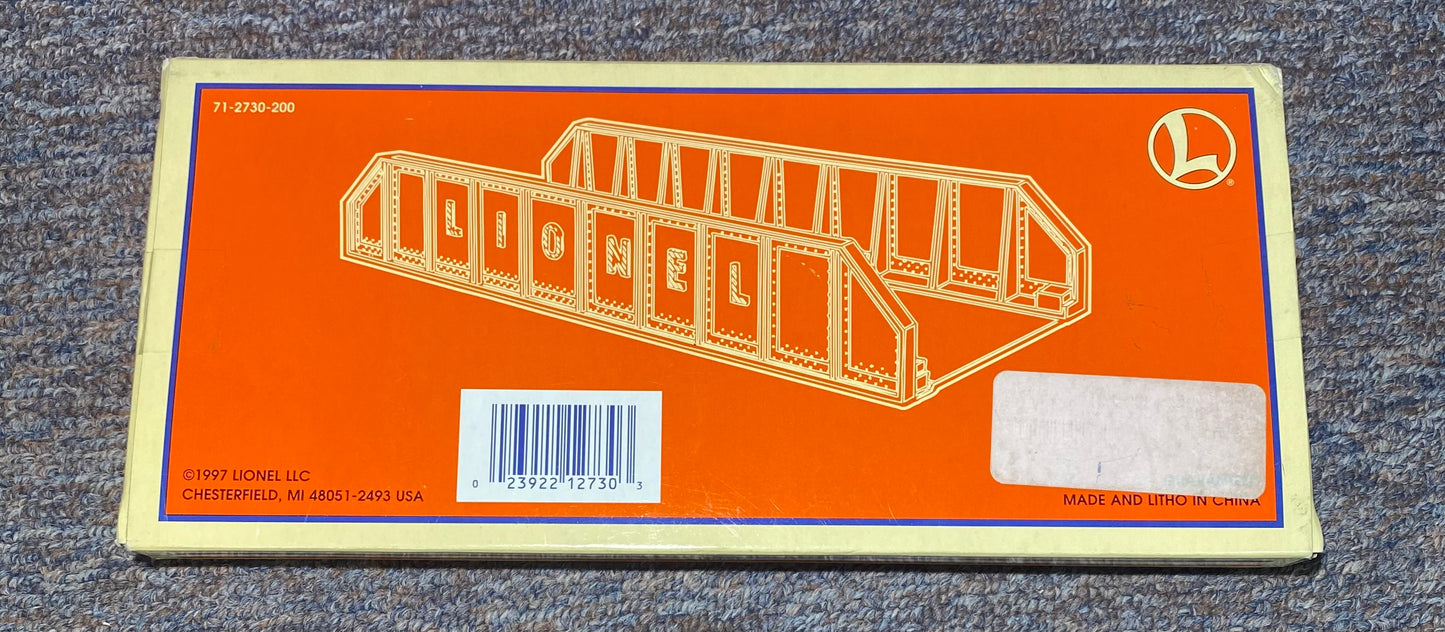 71-2730-200
L
®
LIONEL
©1997 LIONEL LLC
CHESTERFIELD, MI 48051-2493 USA
0 23922 12730 3
MADE AND LITHO IN CHINA